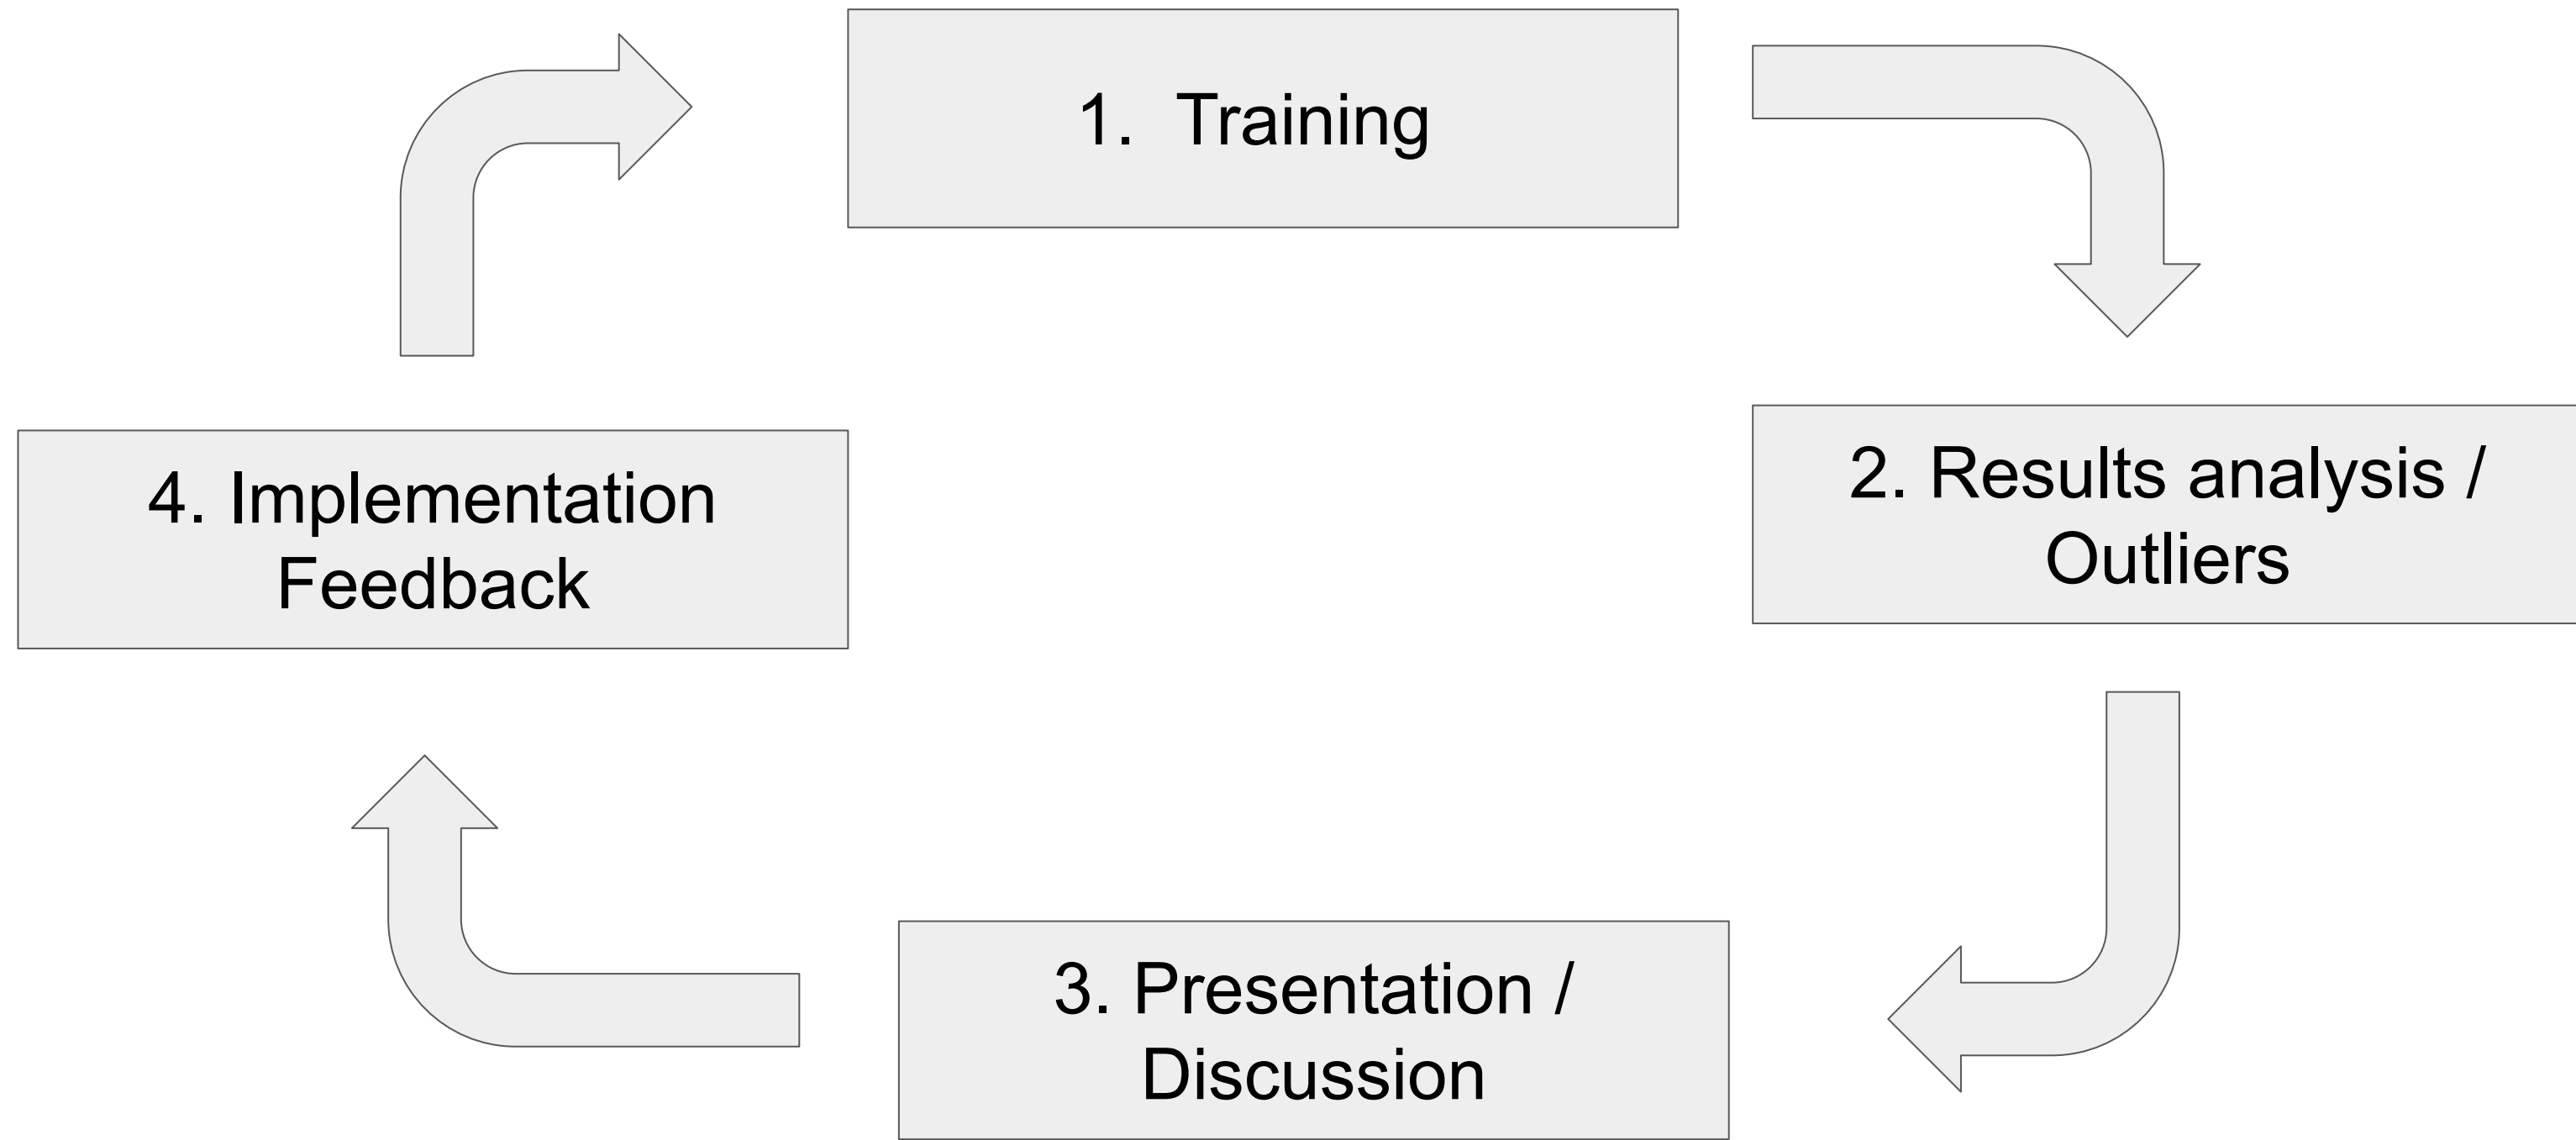 1. Training
2. Results analysis /
Outliers
3. Presentation /
Discussion
4. Implementation
Feedback